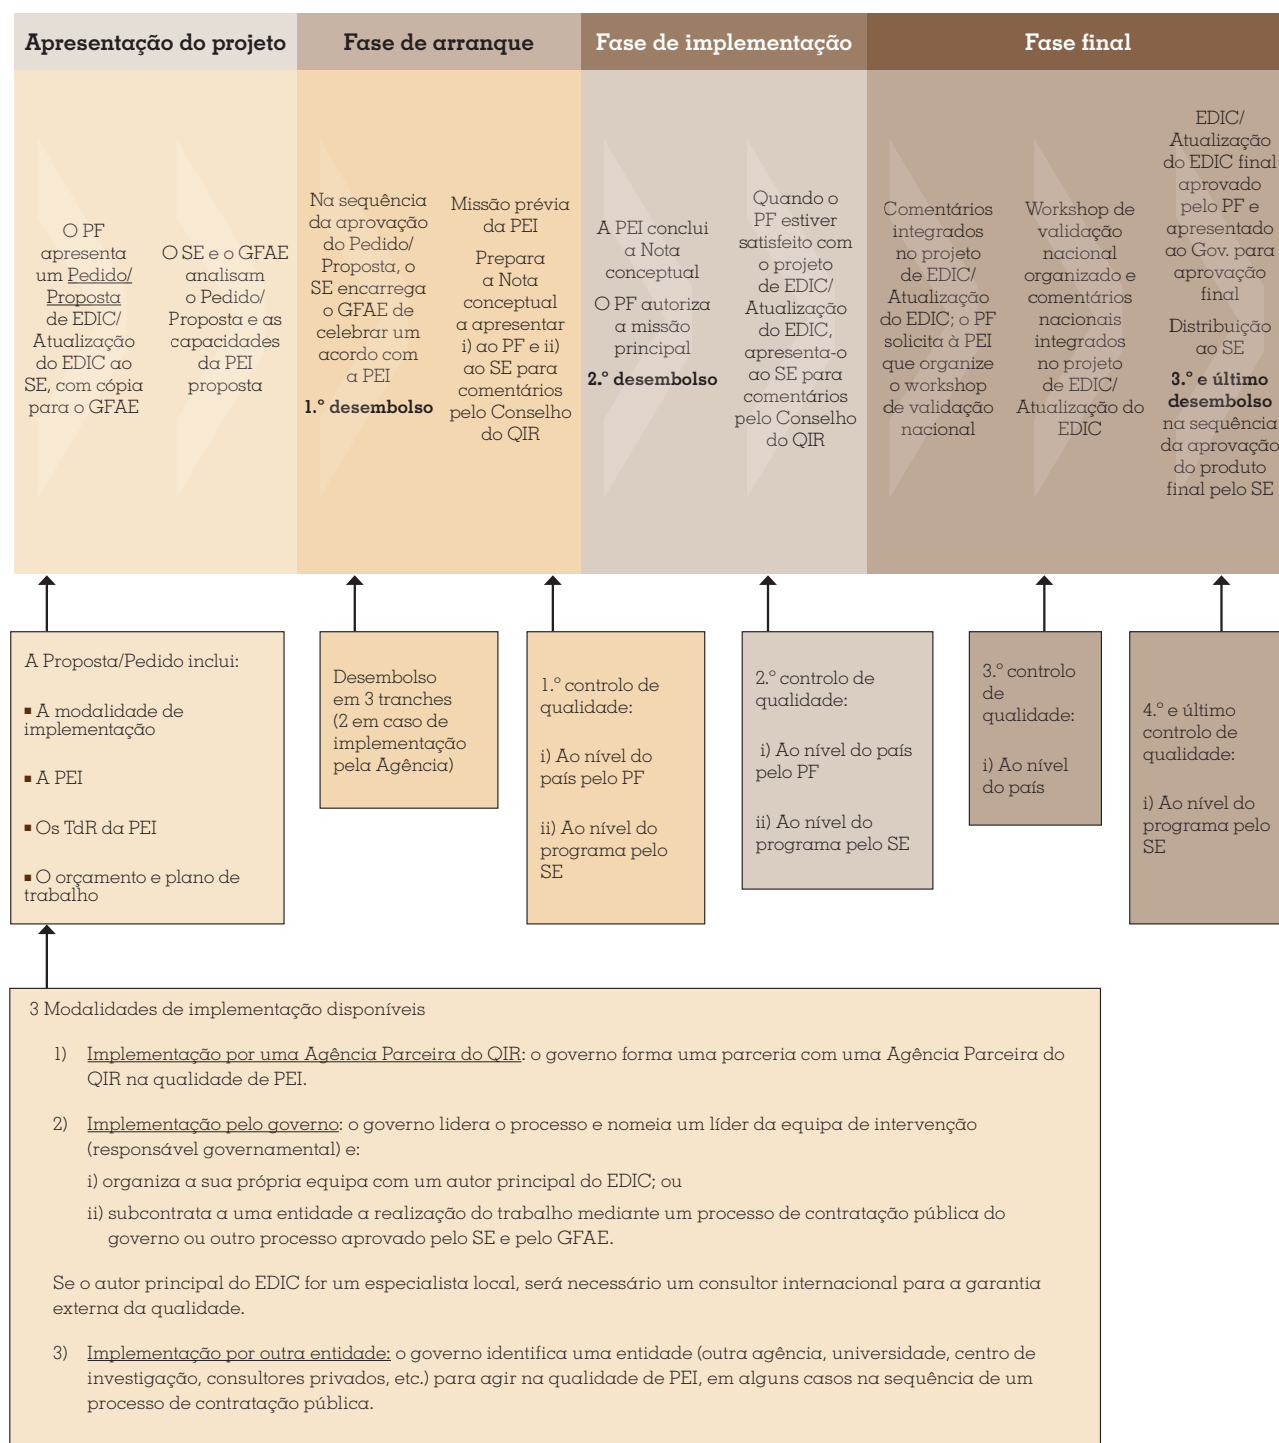 Apresentação do projeto
Fase de arranque
Fase de implementação
Fase final
O PF
apresenta
um Pedido/
Proposta
de EDIC/
Atualização
do EDIC ao
SE, com cópia
para o GFAE
O SE e o GFAE
analisam
o Pedido/
Proposta e as
capacidades
da PEI
proposta
Na sequência
da aprovação
do Pedido/
Proposta, o
SE encarrega
o GFAE de
celebrar um
acordo com
a PEI
1.º desembolso
Missão prévia
da PEI
Prepara
a Nota
conceptual
a apresentar
i) ao PF e ii)
ao SE para
comentários
pelo Conselho
do QIR
A PEI conclui
a Nota
conceptual
O PF autoriza
a missão
principal
2.º desembolso
Quando o
PF estiver
satisfeito com
o projeto
de EDIC/
Atualização
do EDIC,
apresenta-o
ao SE para
comentários
pelo Conselho
do QIR
Comentários
integrados
no projeto
de EDIC/
Atualização
do EDIC; o PF
solicita à PEI
que organize
o workshop
de validação
nacional
Workshop de
validação
nacional
organizado e
comentários
nacionais
integrados
no projeto
de EDIC/
Atualização do
EDIC
EDIC/
Atualização
do EDIC final
aprovado
pelo PF e
apresentado
ao Gov. para
aprovação
final
Distribuição
ao SE
3.º e último
desembolso
na sequência
da aprovação
do produto
final pelo SE
A Proposta/Pedido inclui:
▪ A modalidade de
implementação
▪ A PEI
▪ Os TdR da PEI
▪ O orçamento e plano de
trabalho
Desembolso
em 3 tranches
(2 em caso de
implementação
pela Agência)
1.º controlo de
qualidade:
i) Ao nível do
país pelo PF
ii) Ao nível do
programa pelo
SE
2.º controlo de
qualidade:
i) Ao nível do país
pelo PF
ii) Ao nível do
programa pelo SE
3.º controlo
de
qualidade:
i) Ao nível
do país
4.º e último
controlo de
qualidade:
i) Ao nível do
programa pelo
SE
3 Modalidades de implementação disponíveis
1) Implementação por uma Agência Parceira do QIR: o governo forma uma parceria com uma Agência Parceira do
QIR na qualidade de PEI.
2) Implementação pelo governo: o governo lidera o processo e nomeia um líder da equipa de intervenção
(responsável governamental) e:
i) organiza a sua própria equipa com um autor principal do EDIC; ou
ii) subcontrata a uma entidade a realização do trabalho mediante um processo de contratação pública do
governo ou outro processo aprovado pelo SE e pelo GFAE.
Se o autor principal do EDIC for um especialista local, será necessário um consultor internacional para a garantia
externa da qualidade.
3) Implementação por outra entidade: o governo identifica uma entidade (outra agência, universidade, centro de
investigação, consultores privados, etc.) para agir na qualidade de PEI, em alguns casos na sequência de um
processo de contratação pública.